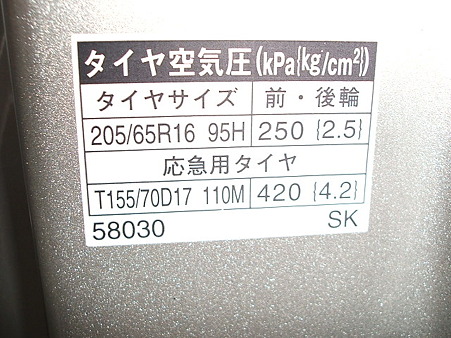 タイヤ空気圧(kPa{kg/cm²})
タイヤサイズ 前・後輪
205/65R16 95H 250 {2.5}
応急用タイヤ
T155/70D17 110M 420 {4.2}
58030 SK